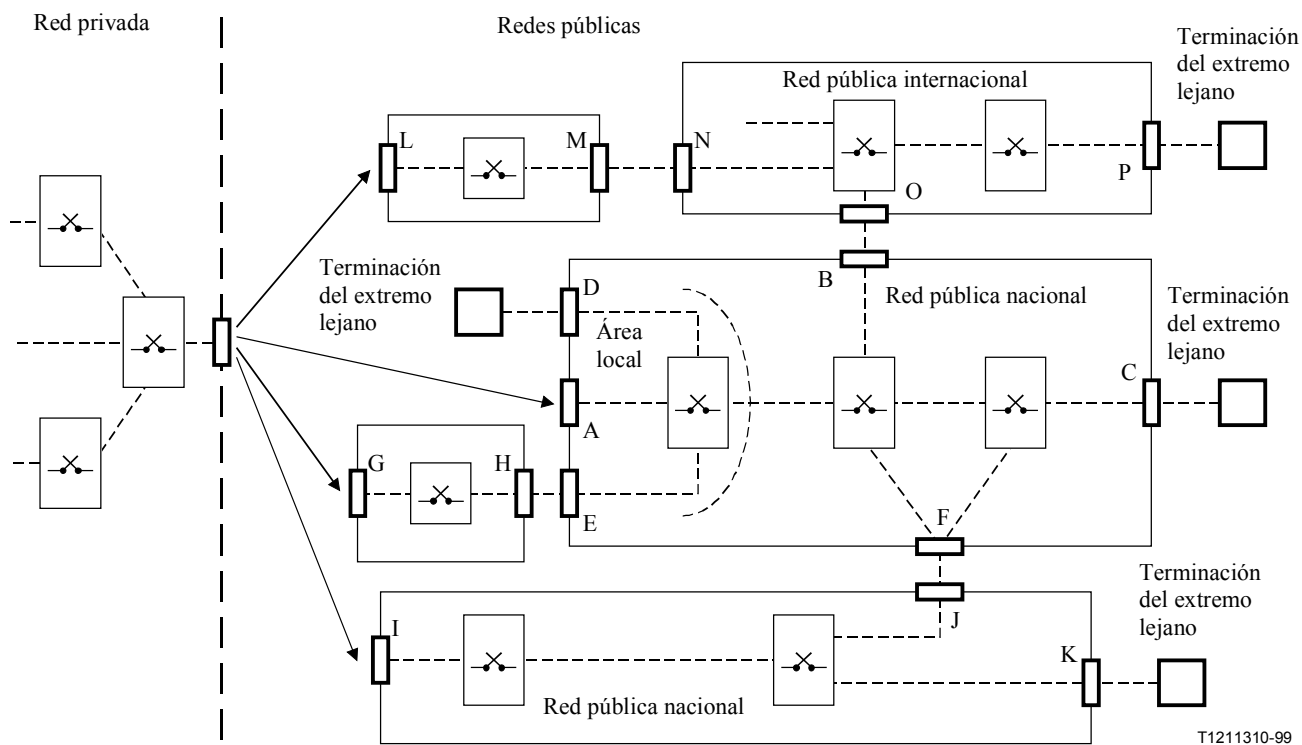 Red privada
Redes públicas
Terminación
del extremo
lejano
Red pública internacional
L
M
N
O
P
Terminación
del extremo
lejano
D
B
Red pública nacional
Terminación
del extremo
lejano
Área
local
A
C
G
H
E
F
Terminación
del extremo
lejano
I
J
K
Red pública nacional
T1211310-99